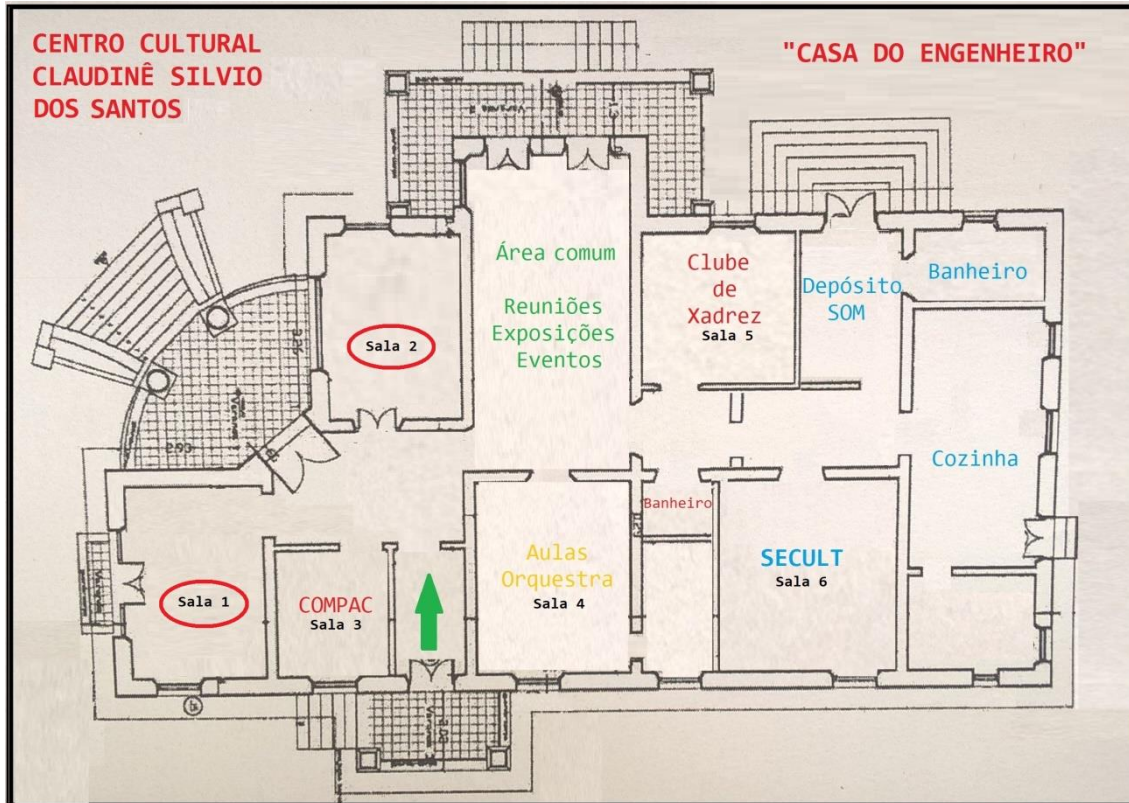 CENTRO CULTURAL
CLAUDINÊ SILVIO
DOS SANTOS
"CASA DO ENGENHEIRO"
Área comum
Reuniões
Exposições
Eventos
Clube
de
Xadrez
Sala 5
Depósito
SOM
Banheiro
Sala 2
Cozinha
Banheiro
Aulas
Orquestra
Sala 4
SECULT
Sala 6
Sala 1
COMPAC
Sala 3